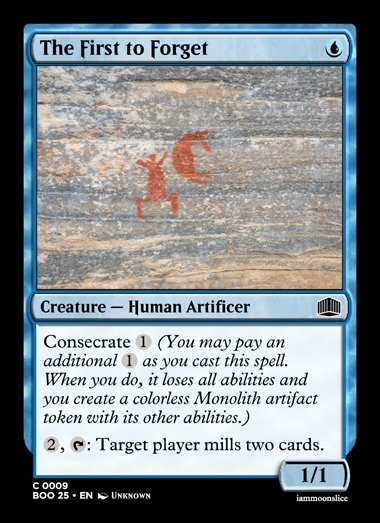 The First to Forget
Creature — Human Artificer
Consecrate 1 (You may pay an
additional 1 as you cast this spell.
When you do, it loses all abilities and
you create a colorless Monolith artifact
token with its other abilities.)
2, : Target player mills two cards.
1/1
C 0009
BOO 25 • EN Unknown
iammoonslice